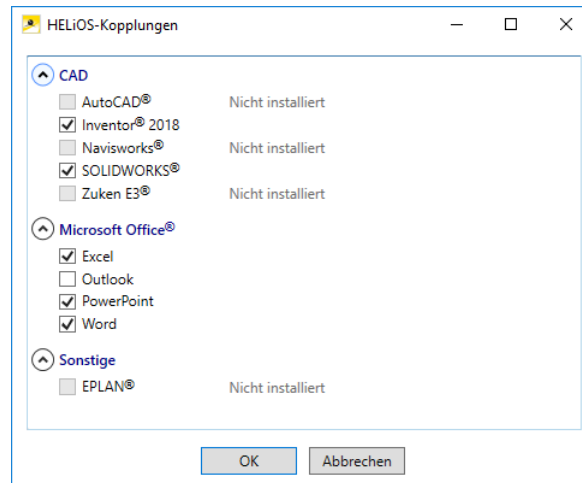 HELiOS-Kopplungen
CAD
AutoCAD® Nicht installiert
Inventor® 2018
Navisworks® Nicht installiert
SOLIDWORKS®
Zuken E3® Nicht installiert
Microsoft Office®
Excel
Outlook
PowerPoint
Word
Sonstige
EPLAN® Nicht installiert
OK Abbrechen